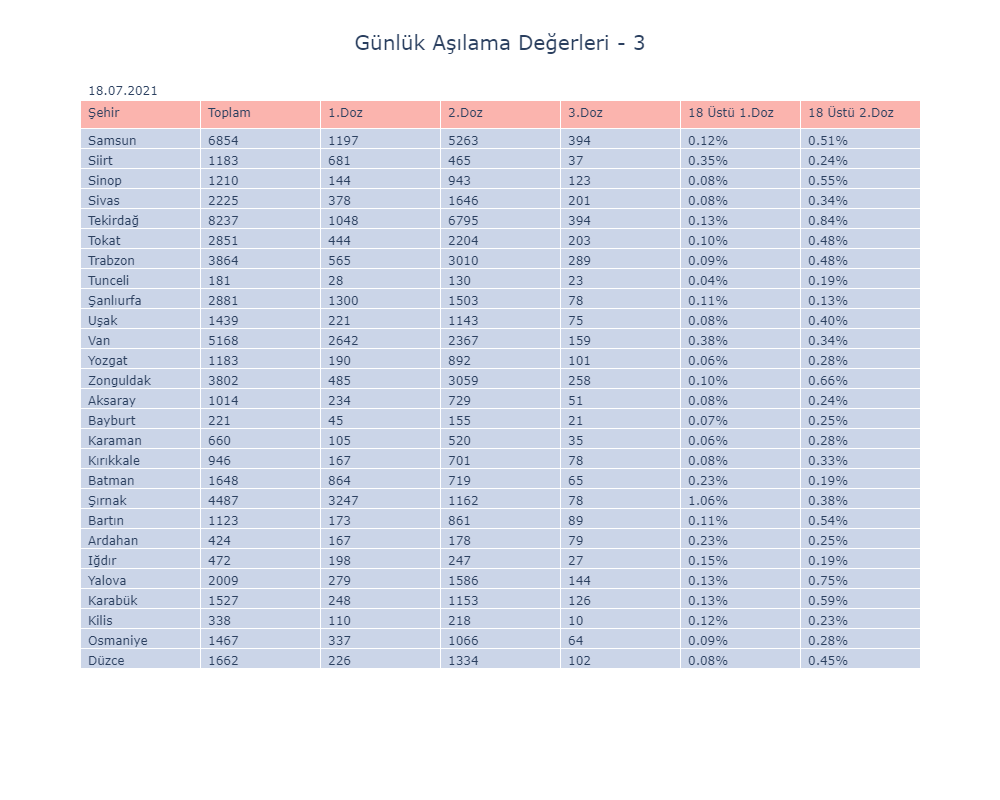 Günlük Aşılama Değerleri - 3
18.07.2021
Şehir Toplam 1.Doz 2.Doz 3.Doz 18 Üstü 1.Doz 18 Üstü 2.Doz
Samsun 6854 1197 5263 394 0.12% 0.51%
Siirt 1183 681 465 37 0.35% 0.24%
Sinop 1210 144 943 123 0.08% 0.55%
Sivas 2225 378 1646 201 0.08% 0.34%
Tekirdağ 8237 1048 6795 394 0.13% 0.84%
Tokat 2851 444 2204 203 0.10% 0.48%
Trabzon 3864 565 3010 289 0.09% 0.48%
Tunceli 181 28 130 23 0.04% 0.19%
Şanlıurfa 2881 1300 1503 78 0.11% 0.13%
Uşak 1439 221 1143 75 0.08% 0.40%
Van 5168 2642 2367 159 0.38% 0.34%
Yozgat 1183 190 892 101 0.06% 0.28%
Zonguldak 3802 485 3059 258 0.10% 0.66%
Aksaray 1014 234 729 51 0.08% 0.24%
Bayburt 221 45 155 21 0.07% 0.25%
Karaman 660 105 520 35 0.06% 0.28%
Kırıkkale 946 167 701 78 0.08% 0.33%
Batman 1648 864 719 65 0.23% 0.19%
Şırnak 4487 3247 1162 78 1.06% 0.38%
Bartın 1123 173 861 89 0.11% 0.54%
Ardahan 424 167 178 79 0.23% 0.25%
Iğdır 472 198 247 27 0.15% 0.19%
Yalova 2009 279 1586 144 0.13% 0.75%
Karabük 1527 248 1153 126 0.13% 0.59%
Kilis 338 110 218 10 0.12% 0.23%
Osmaniye 1467 337 1066 64 0.09% 0.28%
Düzce 1662 226 1334 102 0.08% 0.45%